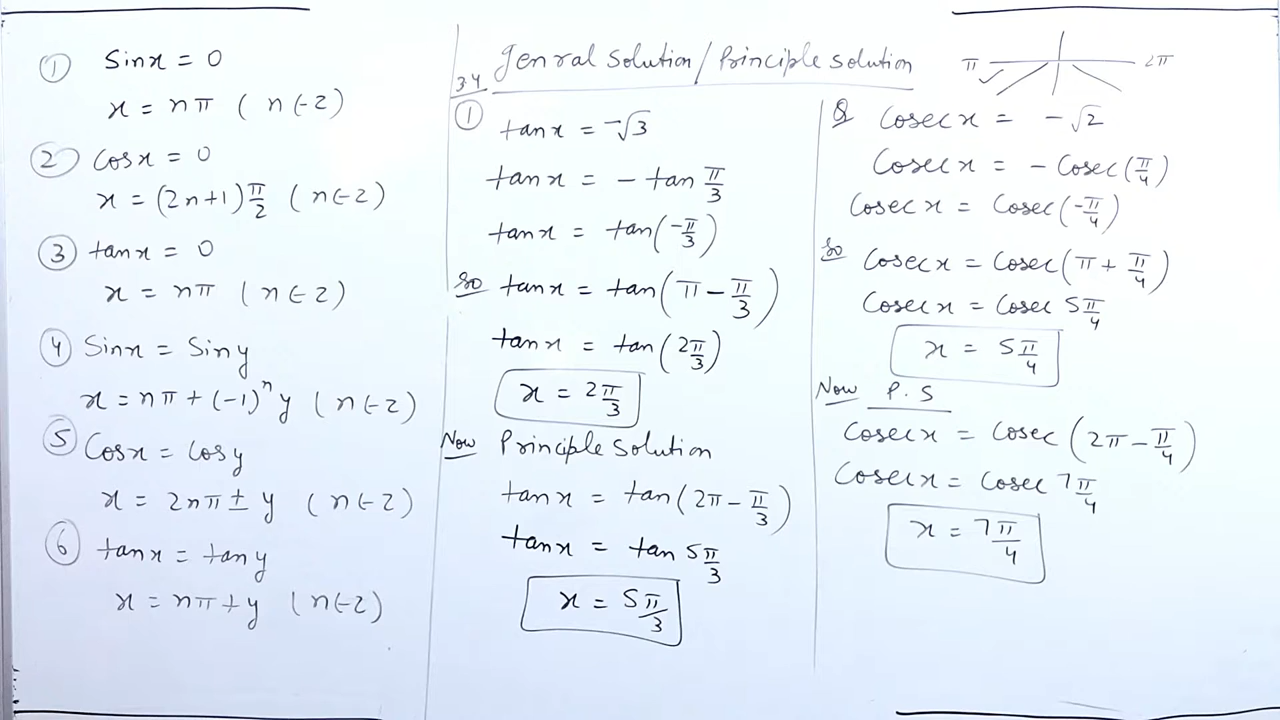 genral solution/Principle solution
π 2π
① Sinx = 0
x = nπ ( n∈z)
② Cosx = 0
x = (2n+1)π/2 ( n∈z)
③ tanx = 0
x = nπ ( n∈z)
④ Sinx = Siny
x = nπ + (-1)ⁿy ( n∈z)
⑤ Cosx = Cosy
x = 2nπ ± y ( n∈z)
⑥ tanx = tany
x = nπ + y ( n∈z)
3.4
① tanx = -√3
tanx = - tan π/3
tanx = tan(-π/3)
So tanx = tan(π - π/3)
tanx = tan(2π/3)
x = 2π/3
Now Principle solution
tanx = tan(2π - π/3)
tanx = tan 5π/3
x = 5π/3
Q Cosecx = -√2
Cosecx = - Cosec(π/4)
Cosecx = Cosec(-π/4)
So Cosecx = Cosec(π + π/4)
Cosecx = Cosec 5π/4
x = 5π/4
Now P.S
Cosecx = Cosec(2π - π/4)
Cosecx = Cosec 7π/4
x = 7π/4